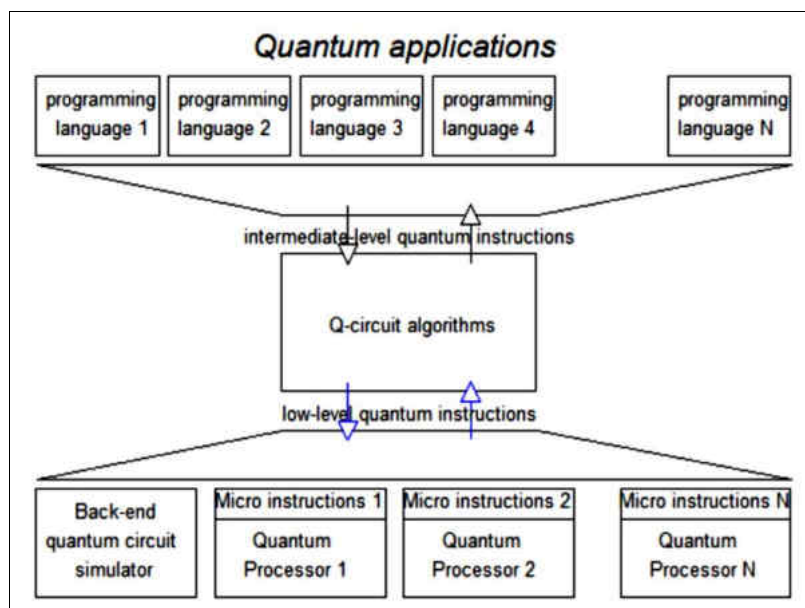 Quantum applications
programming
language 1
programming
language 2
programming
language 3
programming
language 4
programming
language N
intermediate-level quantum instructions
Q-circuit algorithms
low-level quantum instructions
Back-end
quantum circuit
simulator
Micro instructions 1
Quantum
Processor 1
Micro instructions 2
Quantum
Processor 2
Micro instructions N
Quantum
Processor N